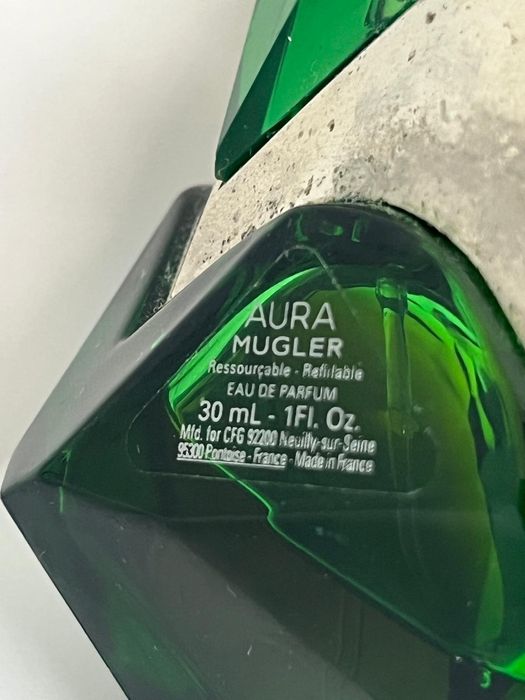 AURA
MUGLER
Ressourçable - Refillable
EAU DE PARFUM
30 mL - 1Fl. Oz.
Mfd. for CFG 92200 Neuilly-sur-Seine
95300 Pontoise - France - Made in France